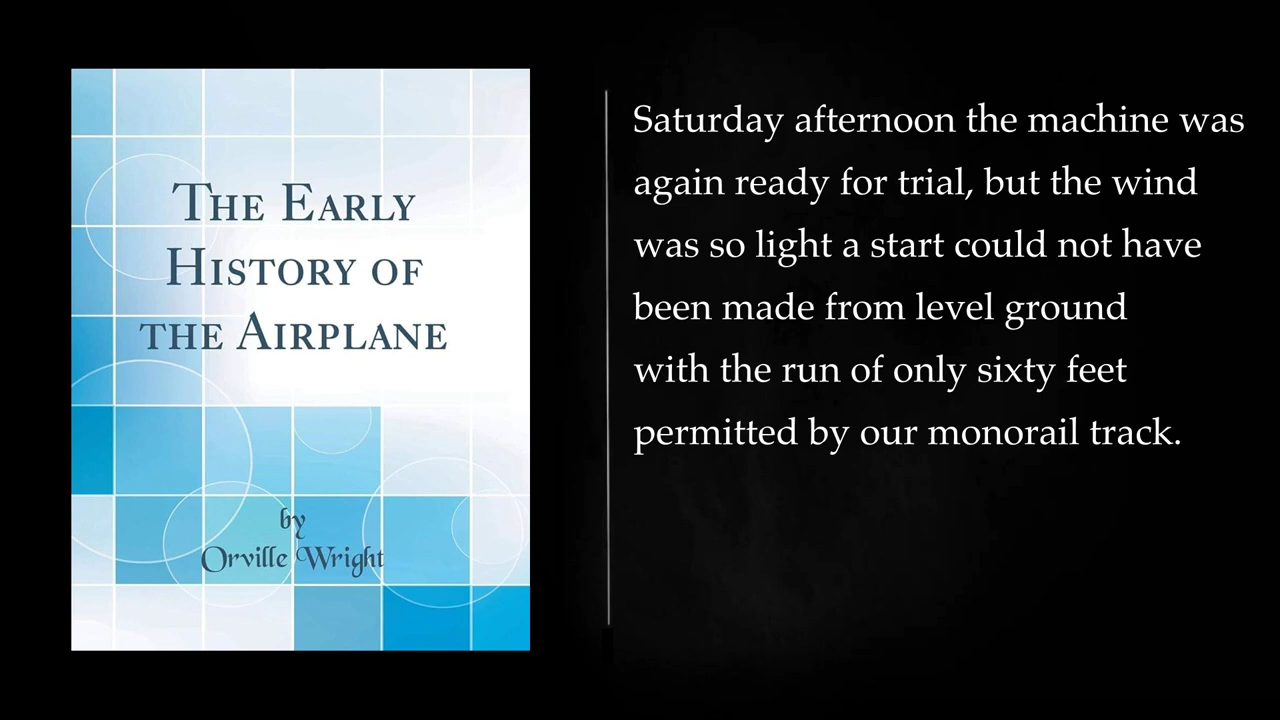 The Early
History of
the Airplane
by
Orville Wright
Saturday afternoon the machine was
again ready for trial, but the wind
was so light a start could not have
been made from level ground
with the run of only sixty feet
permitted by our monorail track.